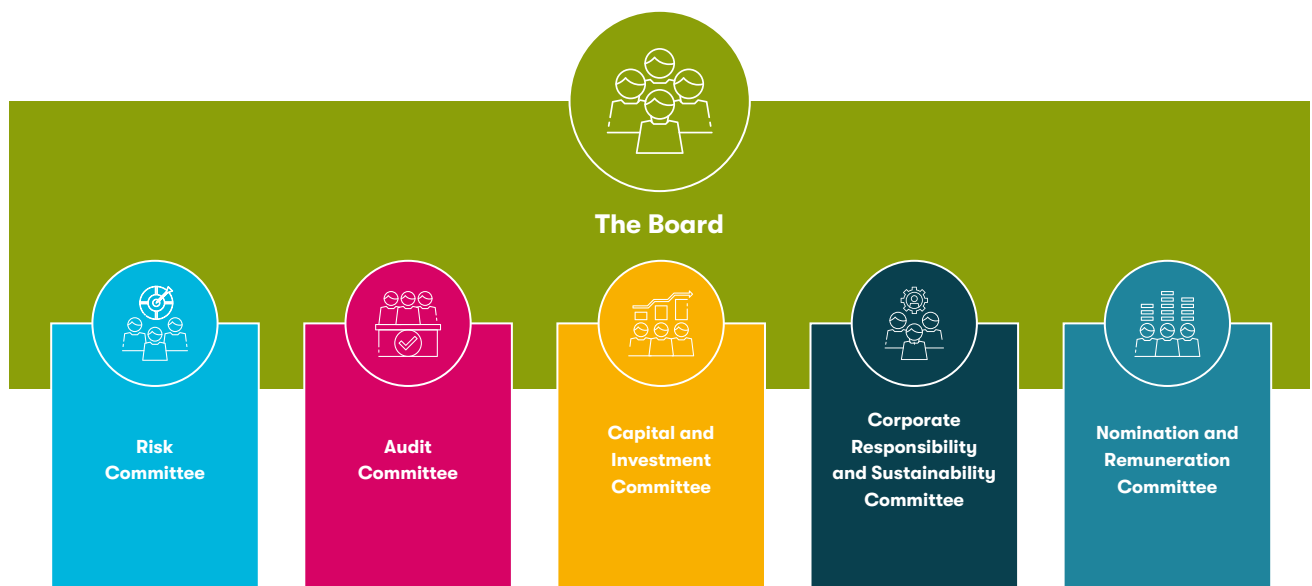 The Board
Risk
Committee
Audit
Committee
Capital and
Investment
Committee
Corporate
Responsibility
and Sustainability
Committee
Nomination and
Remuneration
Committee